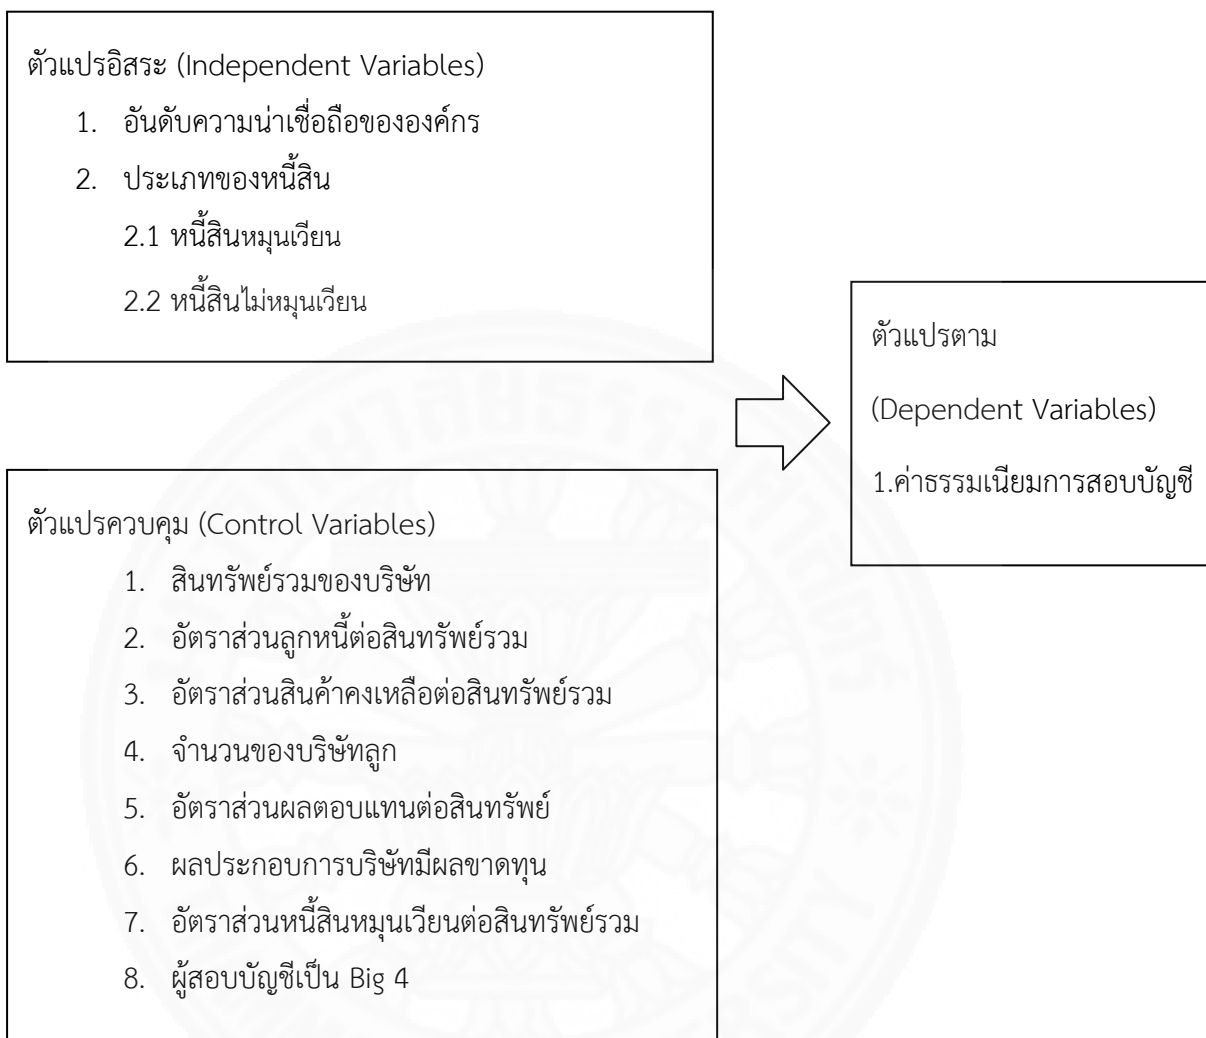 ตัวแปรอิสระ (Independent Variables)
1. อันดับความน่าเชื่อถือขององค์กร
2. ประเภทของหนี้สิน
2.1 หนี้สินหมุนเวียน
2.2 หนี้สินไม่หมุนเวียน
ตัวแปรตาม
(Dependent Variables)
1.ค่าธรรมเนียมการสอบบัญชี
ตัวแปรควบคุม (Control Variables)
1. สินทรัพย์รวมของบริษัท
2. อัตราส่วนลูกหนี้ต่อสินทรัพย์รวม
3. อัตราส่วนสินค้าคงเหลือต่อสินทรัพย์รวม
4. จำนวนของบริษัทลูก
5. อัตราส่วนผลตอบแทนต่อสินทรัพย์
6. ผลประกอบการบริษัทมีผลขาดทุน
7. อัตราส่วนหนี้สินหมุนเวียนต่อสินทรัพย์รวม
8. ผู้สอบบัญชีเป็น Big 4